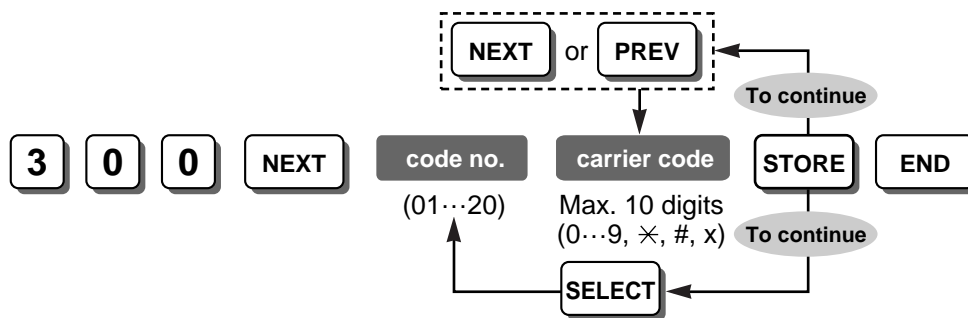 NEXT or PREV
To continue
3 0 0 NEXT code no. carrier code STORE END
(01···20) Max. 10 digits
(0···9, ✳, #, x) To continue
SELECT